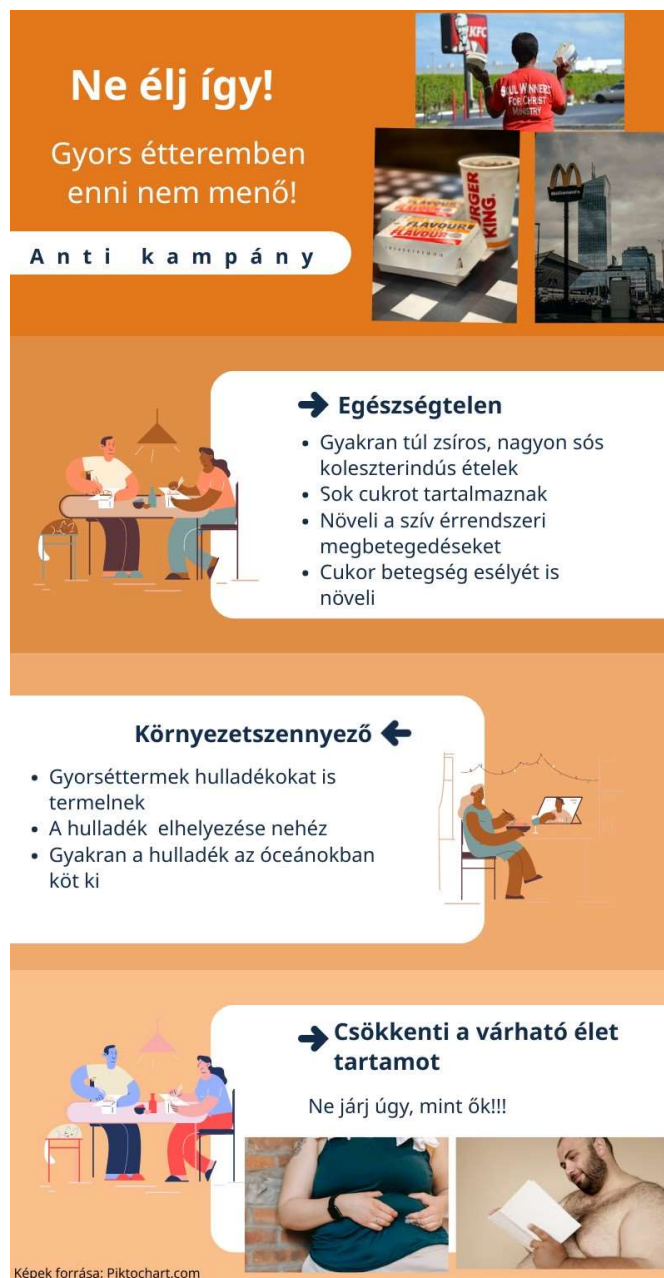 Ne élj így!
Gyors étteremben
enni nem menő!
Anti kampány
KFC
SOUL WINNERS
FOR CHRIST
MINISTRY
FLAVOUR
FLAVOUR
BURGER
KING
McDonald's
Egészségtelen
• Gyakran túl zsíros, nagyon sós
koleszterindús ételek
• Sok cukrot tartalmaznak
• Növeli a szív érrendszeri
megbetegedéseket
• Cukor betegség esélyét is
növeli
Környezetszennyező
• Gyorséttermek hulladékokat is
termelnek
• A hulladék elhelyezése nehéz
• Gyakran a hulladék az óceánokban
köt ki
Csökkenti a várható élet
tartamot
Ne járj úgy, mint ők!!!
Képek forrása: Piktochart.com